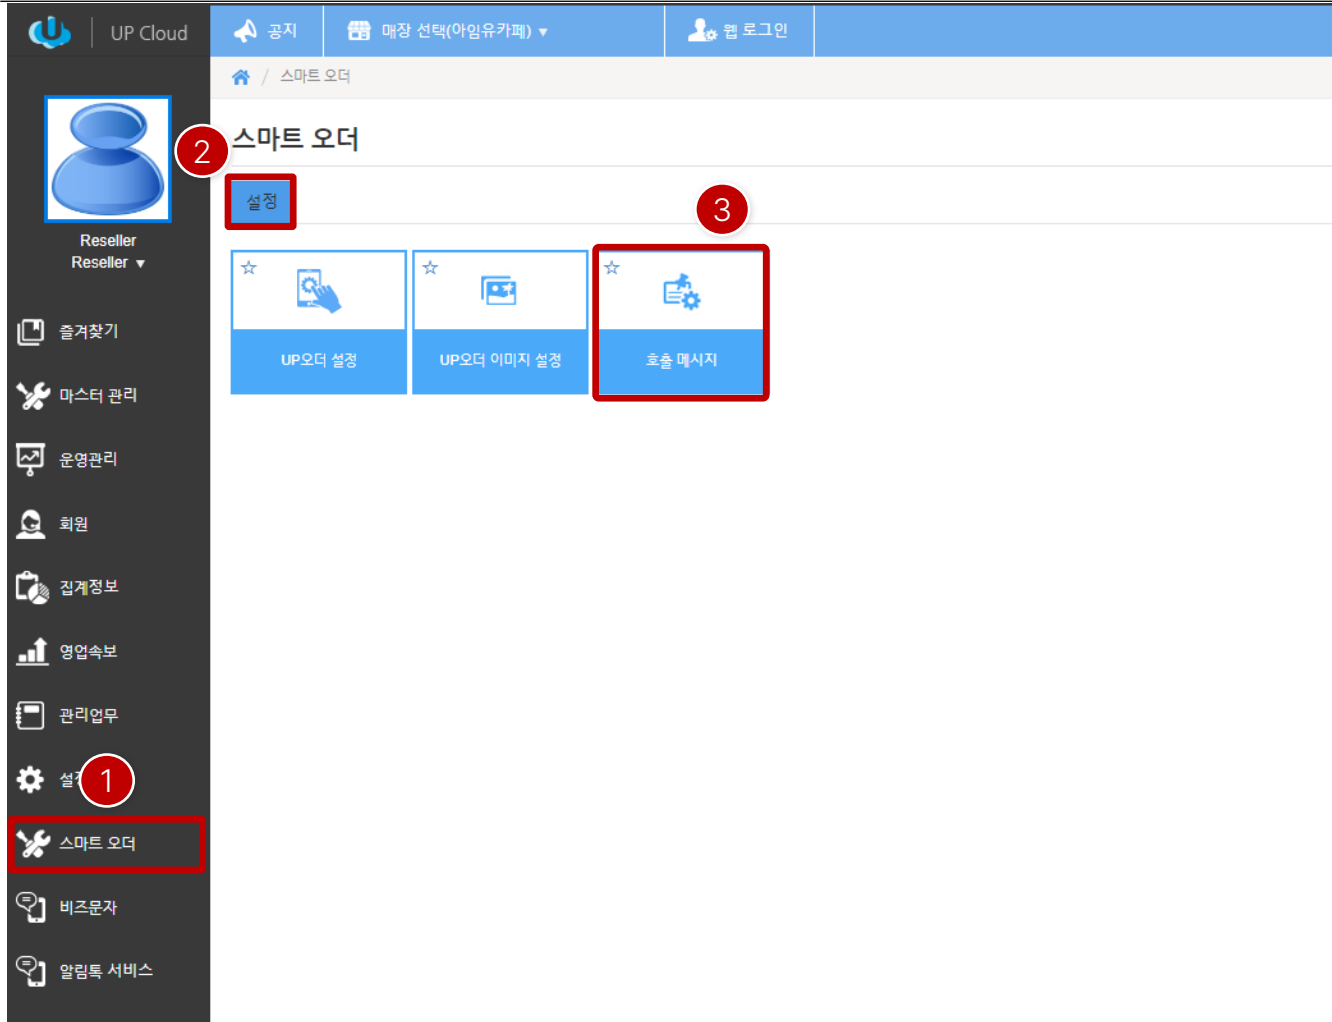 UP Cloud
공지
매장 선택(아임유카페) ▼
웹 로그인
/ 스마트 오더
스마트 오더
2
설정
3
Reseller
Reseller ▼
UP오더 설정
UP오더 이미지 설정
호출 메시지
즐겨찾기
마스터 관리
운영관리
회원
집계정보
영업속보
관리업무
1
스마트 오더
비즈문자
알림톡 서비스